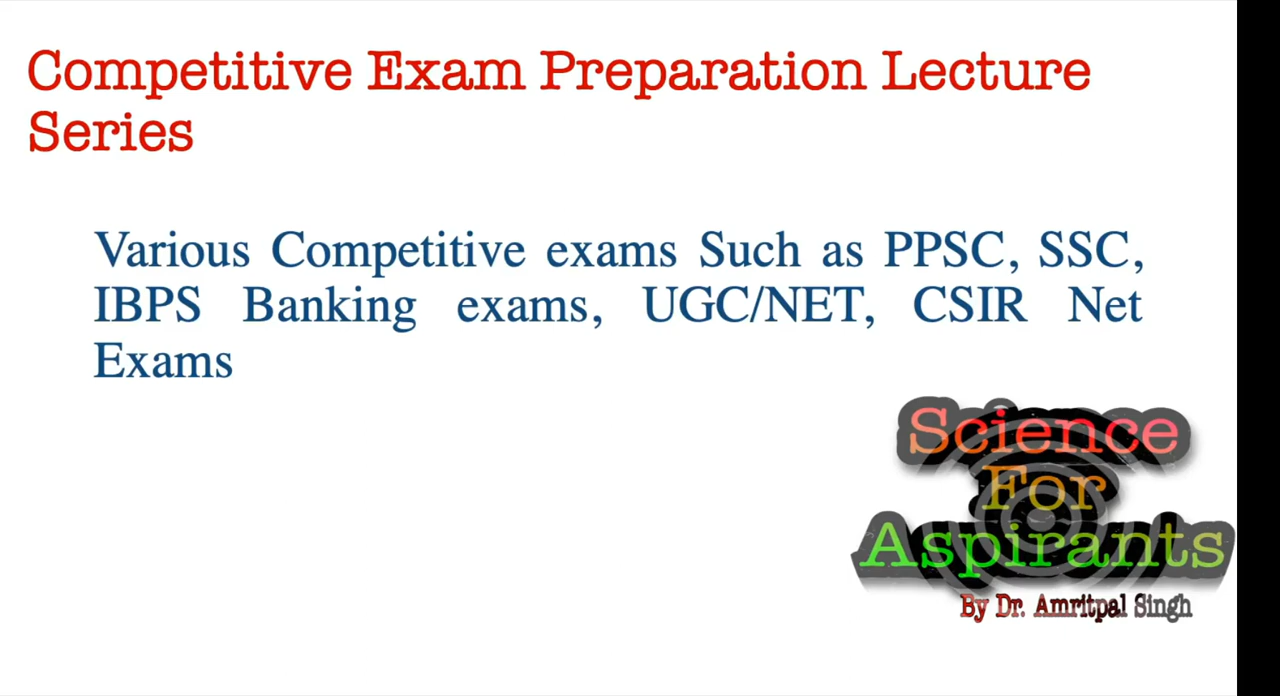 Competitive Exam Preparation Lecture
Series
Various Competitive exams Such as PPSC, SSC,
IBPS Banking exams, UGC/NET, CSIR Net
Exams
Science
For
Aspirants
By Dr. Amritpal Singh